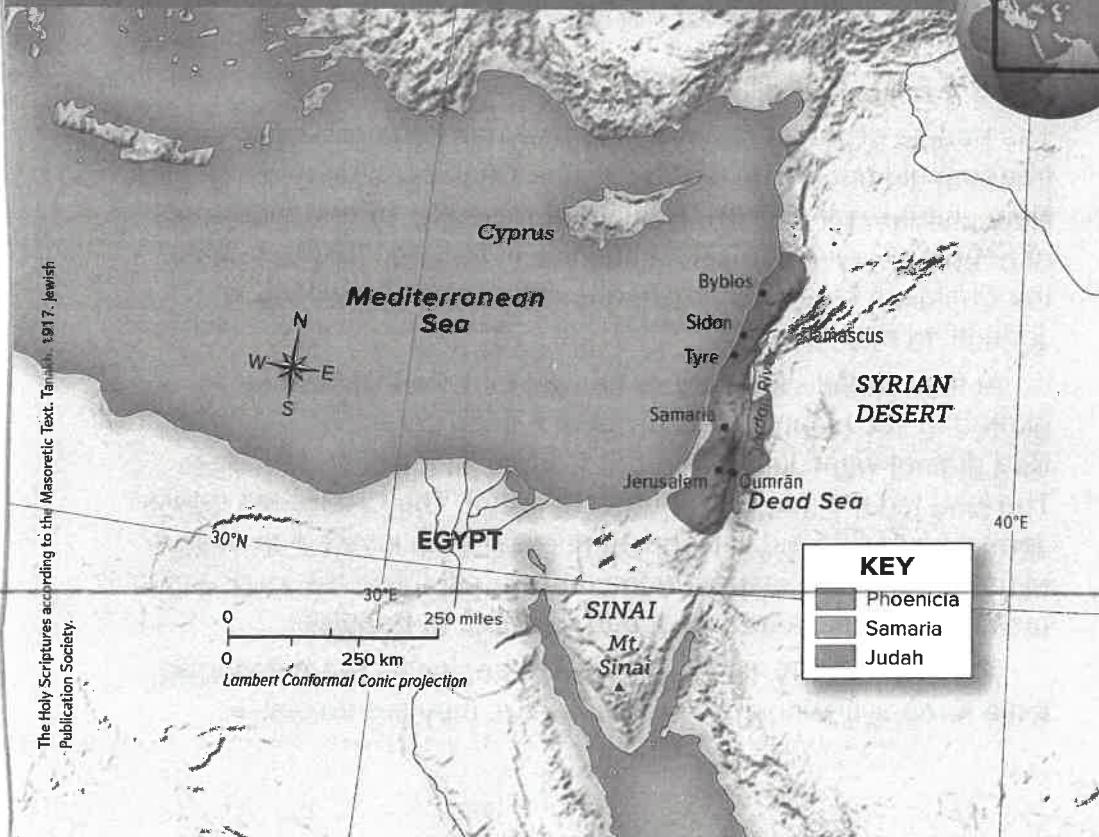 Cyprus
Mediterranean
Sea
N
W
E
S
Byblos
Sidon
Tyre
Damascus
SYRIAN
DESERT
Samaria
Jerusalem
Qumrān
Dead Sea
40°E
30°N
EGYPT
30°E
0
250 miles
0
250 km
Lambert Conformal Conic projection
SINAI
Mt.
Sinai
KEY
Phoenicia
Samaria
Judah
The Holy Scriptures according to the Masoretic Text. Tanakh. 1917. Jewish
Publication Society.